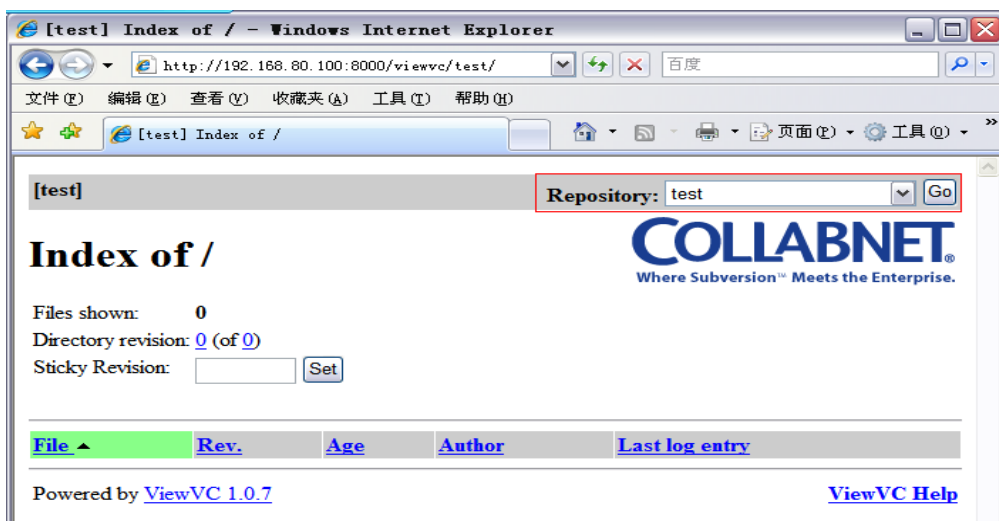 [test] Index of / - Windows Internet Explorer
http://192.168.80.100:8000/viewvc/test/ 百度
文件(F) 编辑(E) 查看(V) 收藏夹(A) 工具(T) 帮助(H)
[test] Index of / 页面(P) 工具(O) »
[test] Repository: test Go
COLLABNET®
Where Subversion™ Meets the Enterprise.
Index of /
Files shown: 0
Directory revision: 0 (of 0)
Sticky Revision: Set
File Rev. Age Author Last log entry
Powered by ViewVC 1.0.7 ViewVC Help